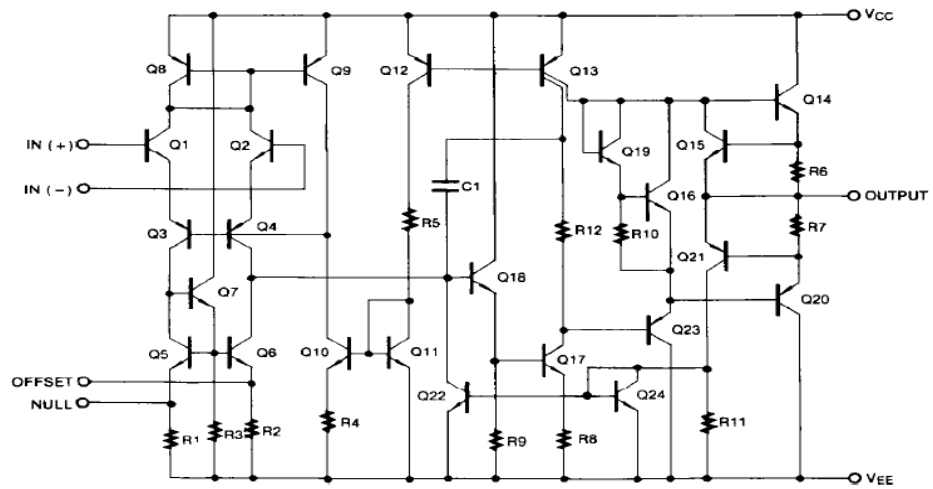 VCC
Q8
Q9
Q12
Q13
Q14
IN (+)
Q1
Q2
Q19
Q15
R6
IN (-)
C1
Q16
OUTPUT
Q3
Q4
R5
R12
R10
Q21
R7
Q7
Q18
Q20
Q5
Q6
Q10
Q11
Q17
Q23
OFFSET
NULL
Q22
Q24
R1
R3
R2
R4
R9
R8
R11
VEE